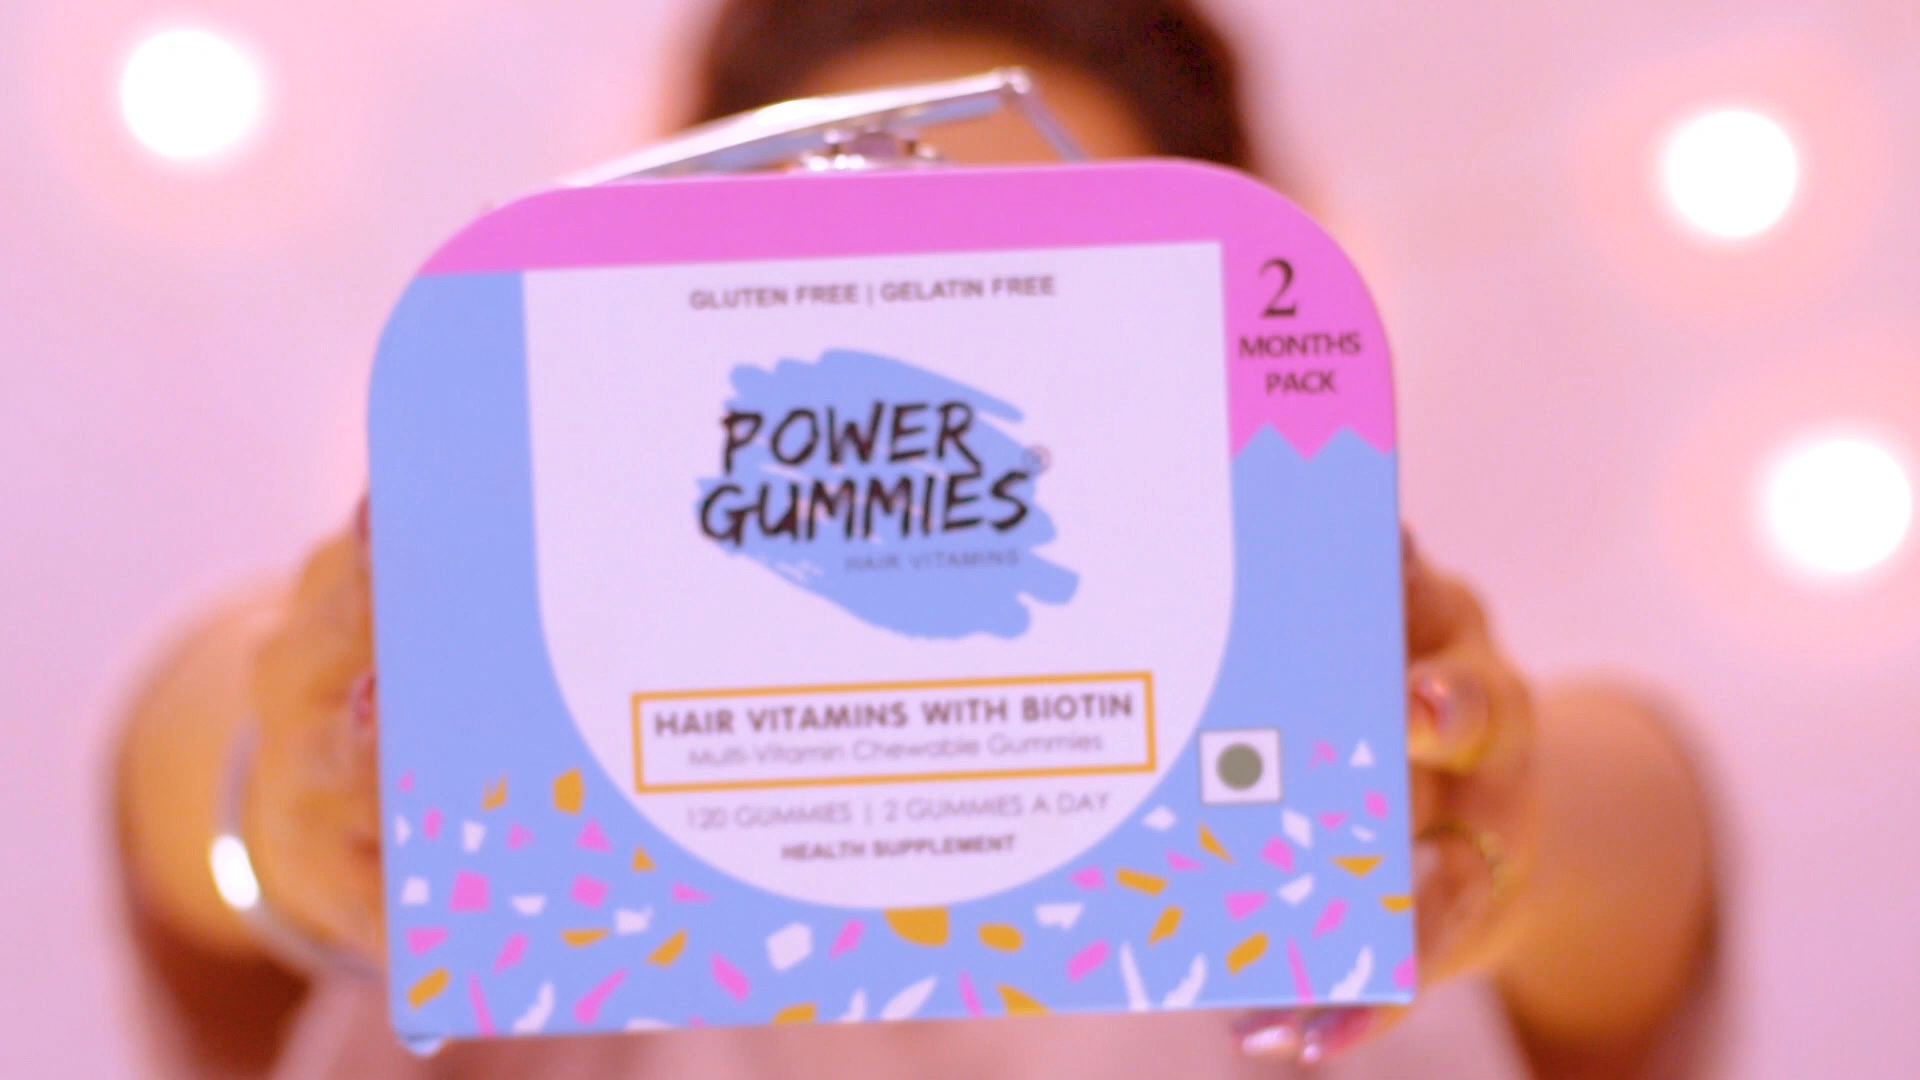 GLUTEN FREE | GELATIN FREE
2
MONTHS
PACK
POWER
GUMMIES®
HAIR VITAMINS
HAIR VITAMINS WITH BIOTIN
Multi-Vitamin Chewable Gummies
120 GUMMIES | 2 GUMMIES A DAY
HEALTH SUPPLEMENT